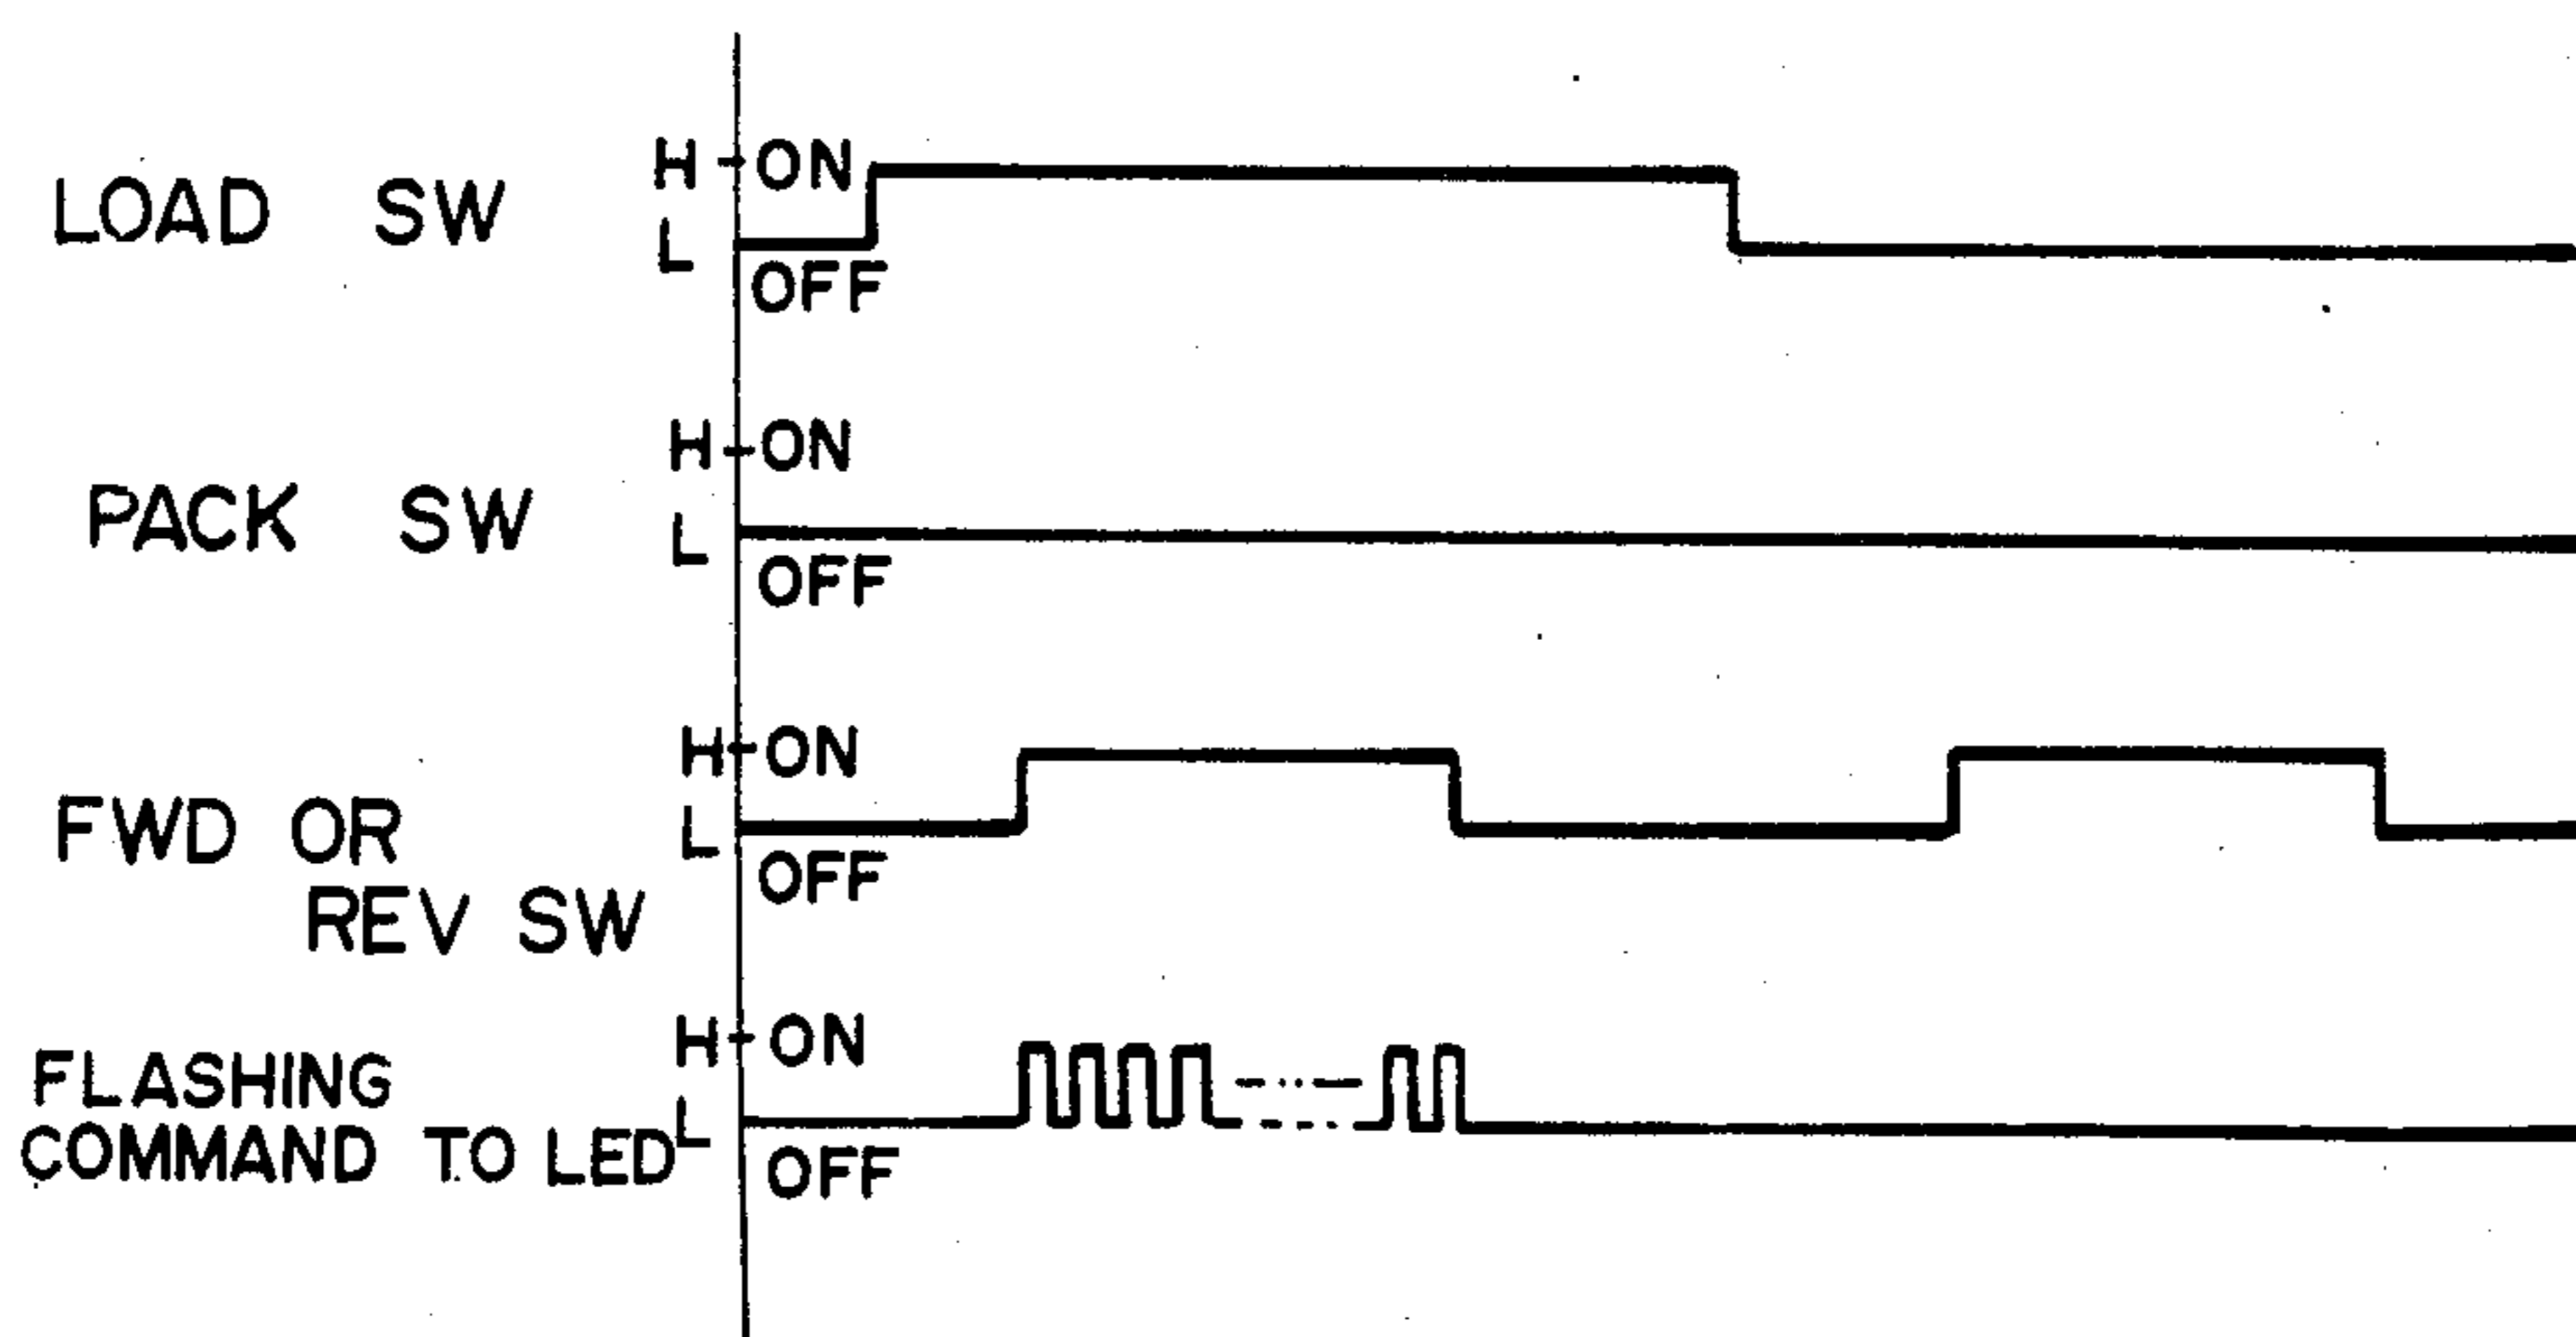 H ON
LOAD SW
L
OFF
H ON
PACK SW
L
OFF
H ON
L
FWD OR
OFF
REV SW
H ON
FLASHING
L
COMMAND TO LED
OFF